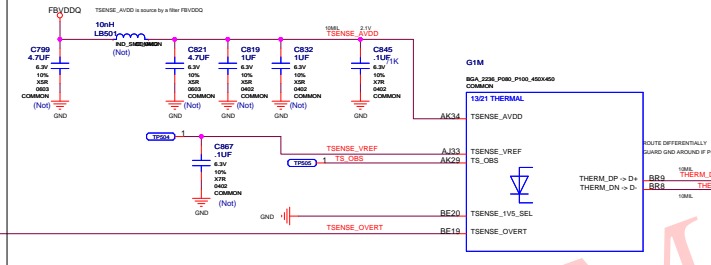 FBVDDQ
TSENSE_AVDD is source by a filter FBVDDQ
10nH
LB501
(Not)
10MIL
2.1V
TSENSE_AVDD
C799
4.7UF
6.3V
10%
X5R
0603
COMMON
(Not)
GND
C821
4.7UF
6.3V
10%
X5R
0603
COMMON
(Not)
GND
C819
1UF
6.3V
10%
X5R
0402
COMMON
GND
C832
1UF
6.3V
10%
X5R
0402
COMMON
GND
C845
.1UF
6.3V
10%
X7R
0402
COMMON
GND
G1M
BGA_2236_P080_P100_450X450
COMMON
13/21 THERMAL
AK34
TSENSE_AVDD
TP504
1
C867
.1UF
6.3V
10%
X7R
0402
COMMON
(Not)
GND
TSENSE_VREF
AJ33
TSENSE_VREF
TP505
1
TS_OBS
AK29
TS_OBS
ROUTE DIFFERENTIALLY
GUARD GND AROUND IF
THERM_DP -> D+
BR9
10MIL
THERM_DN -> D-
BR8
10MIL
GND
BE20
TSENSE_1V5_SEL
TSENSE_OVERT
BE19
TSENSE_OVERT